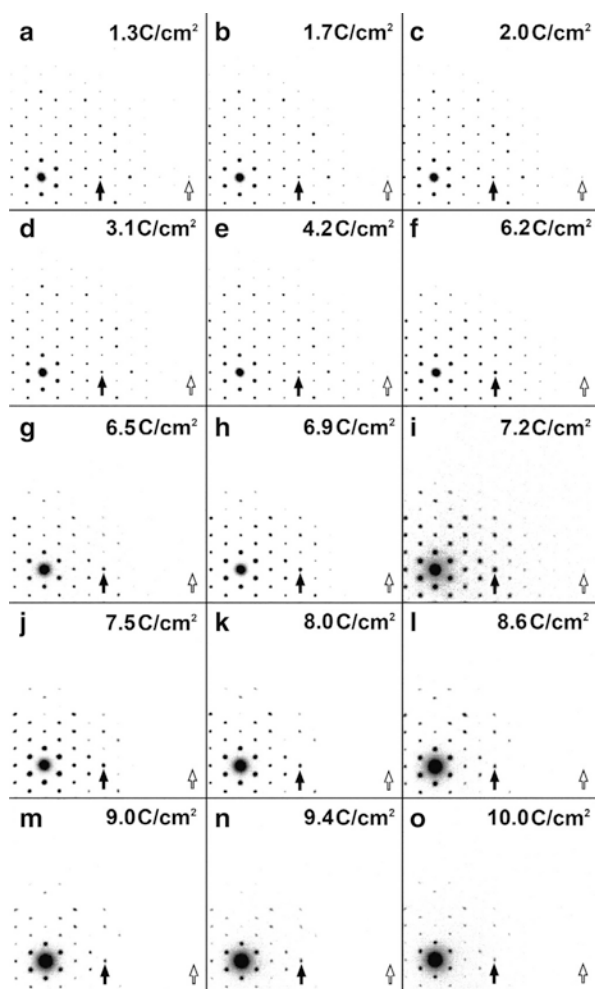 a 1.3C/cm²
b 1.7C/cm²
c 2.0C/cm²
d 3.1C/cm²
e 4.2C/cm²
f 6.2C/cm²
g 6.5C/cm²
h 6.9C/cm²
i 7.2C/cm²
j 7.5C/cm²
k 8.0C/cm²
l 8.6C/cm²
m 9.0C/cm²
n 9.4C/cm²
o 10.0C/cm²